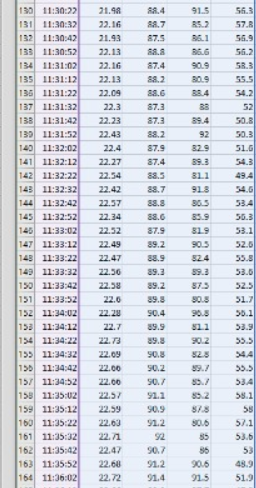 130 11:30:22 21.98 88.4 91.5 56.3
131 11:30:32 22.16 88.7 85.2 57.8
132 11:30:42 21.93 87.5 86.1 56.9
133 11:30:52 22.13 88.8 86.6 56.2
134 11:31:02 22.16 87.4 90.9 58.3
135 11:31:12 22.13 88.2 80.9 55.5
136 11:31:22 22.09 88.6 88.4 54.2
137 11:31:32 22.3 87.3 88 52
138 11:31:42 22.23 87.3 89.4 50.8
139 11:31:52 22.43 88.2 92 50.3
140 11:32:02 22.4 87.9 82.9 51.6
141 11:32:12 22.27 87.4 89.3 54.3
142 11:32:22 22.54 88.5 81.1 49.4
143 11:32:32 22.42 88.7 91.8 54.6
144 11:32:42 22.57 88.8 86.5 53.4
145 11:32:52 22.34 88.6 85.9 56.3
146 11:33:02 22.52 87.9 81.9 53.1
147 11:33:12 22.49 89.2 90.5 52.6
148 11:33:22 22.47 88.9 82.4 55.8
149 11:33:32 22.56 89.3 89.3 53.6
150 11:33:42 22.58 89.2 87.5 52.5
151 11:33:52 22.6 89.8 80.8 51.7
152 11:34:02 22.28 90.4 96.8 56.1
153 11:34:12 22.7 89.9 81.1 53.9
154 11:34:22 22.73 89.8 90.2 55.5
155 11:34:32 22.69 90.8 82.8 54.4
156 11:34:42 22.66 90.2 89.7 55.5
157 11:34:52 22.66 90.7 85.7 53.4
158 11:35:02 22.57 91.1 85.2 58.1
159 11:35:12 22.59 90.9 87.8 58
160 11:35:22 22.63 91.2 80.6 57.1
161 11:35:32 22.71 92 85 53.6
162 11:35:42 22.47 90.7 86 53
163 11:35:52 22.68 91.2 90.6 48.9
164 11:36:02 22.72 91.4 91.5 51.9